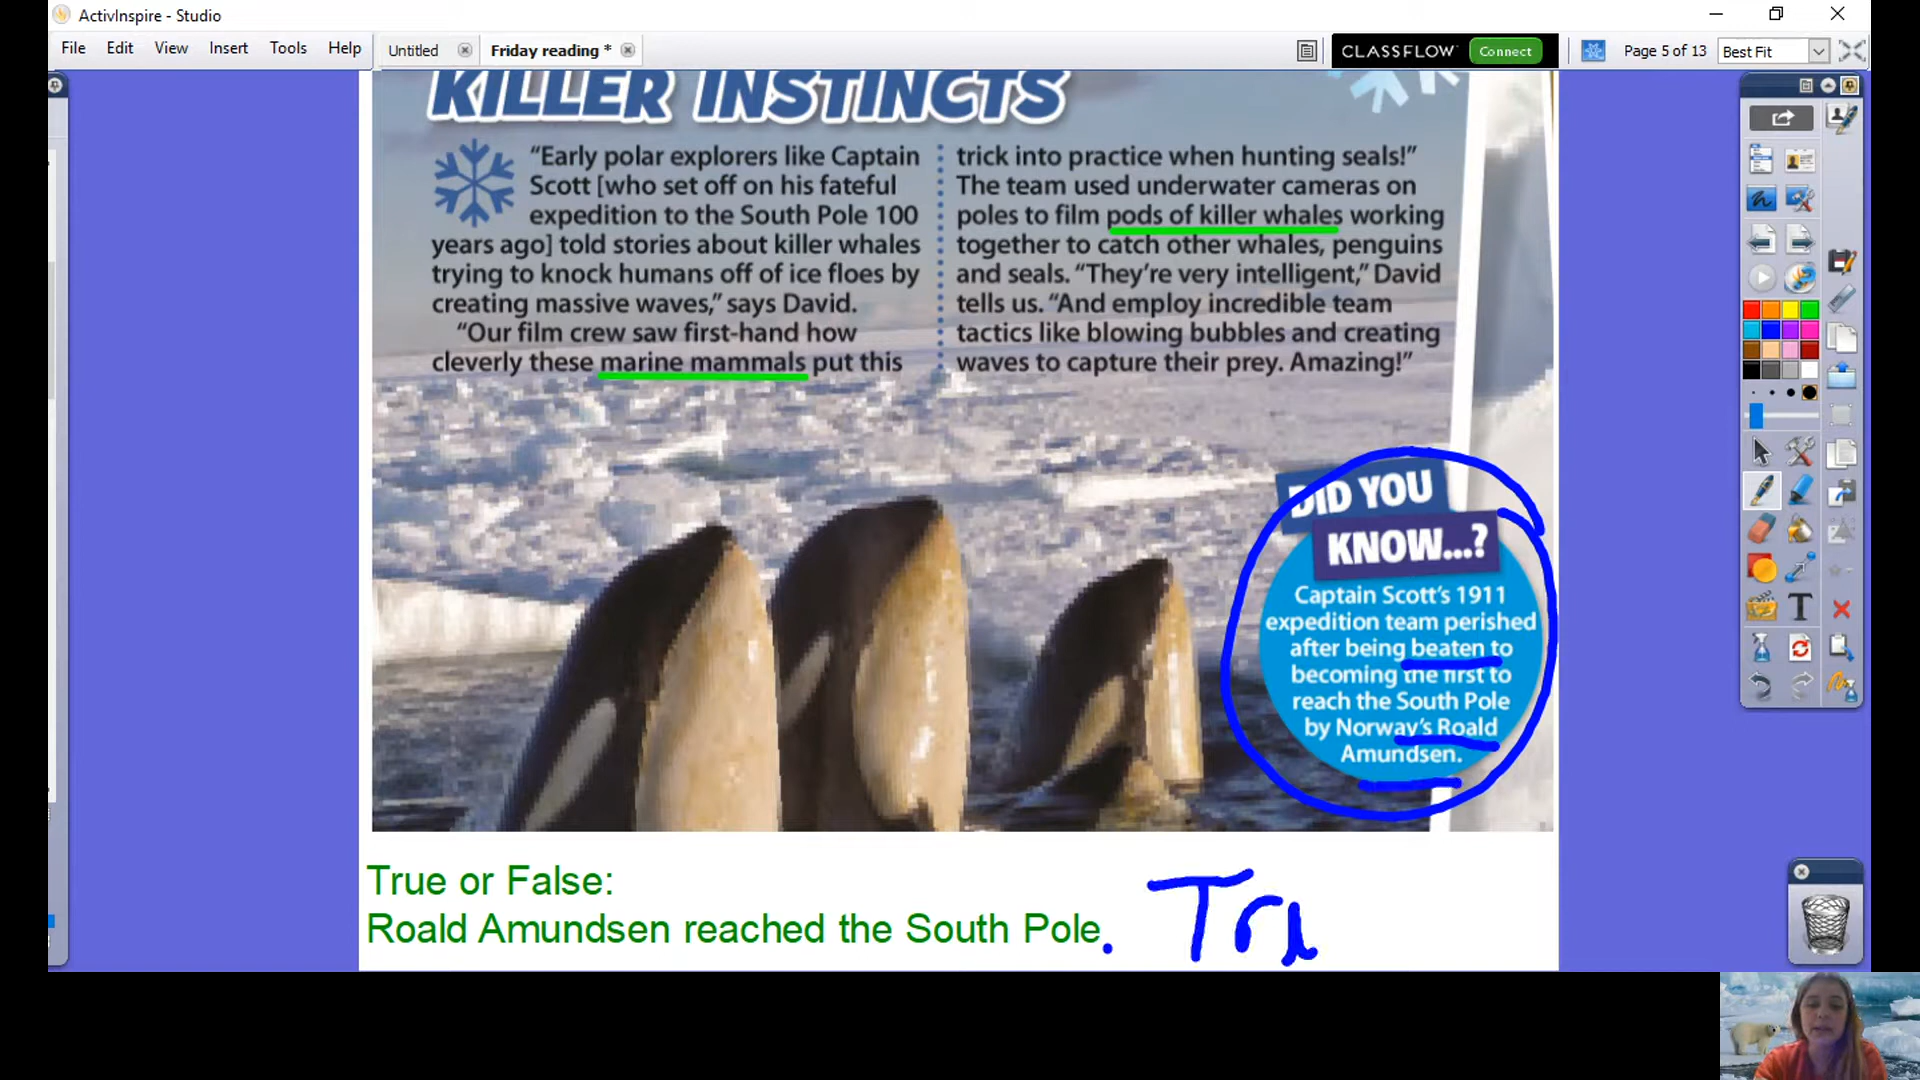 ActivInspire - Studio
File Edit View Insert Tools Help
Untitled
Friday reading *
CLASSFLOW Connect
Page 5 of 13
Best Fit
KILLER INSTINCTS
“Early polar explorers like Captain
Scott [who set off on his fateful
expedition to the South Pole 100
years ago] told stories about killer whales
trying to knock humans off of ice floes by
creating massive waves,” says David.
“Our film crew saw first-hand how
cleverly these marine mammals put this
trick into practice when hunting seals!”
The team used underwater cameras on
poles to film pods of killer whales working
together to catch other whales, penguins
and seals. “They’re very intelligent,” David
tells us. “And employ incredible team
tactics like blowing bubbles and creating
waves to capture their prey. Amazing!”
DID YOU
KNOW...?
Captain Scott’s 1911
expedition team perished
after being beaten to
becoming the first to
reach the South Pole
by Norway’s Roald
Amundsen.
True or False:
Roald Amundsen reached the South Pole.
Tru